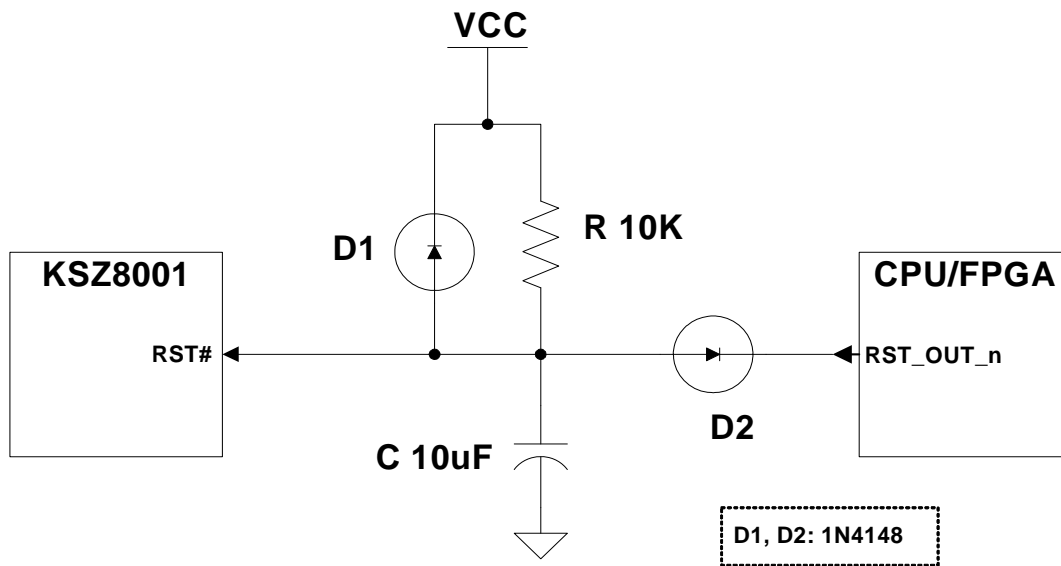 VCC
R 10K
D1
KSZ8001
CPU/FPGA
RST#
RST_OUT_n
D2
C 10uF
D1, D2: 1N4148